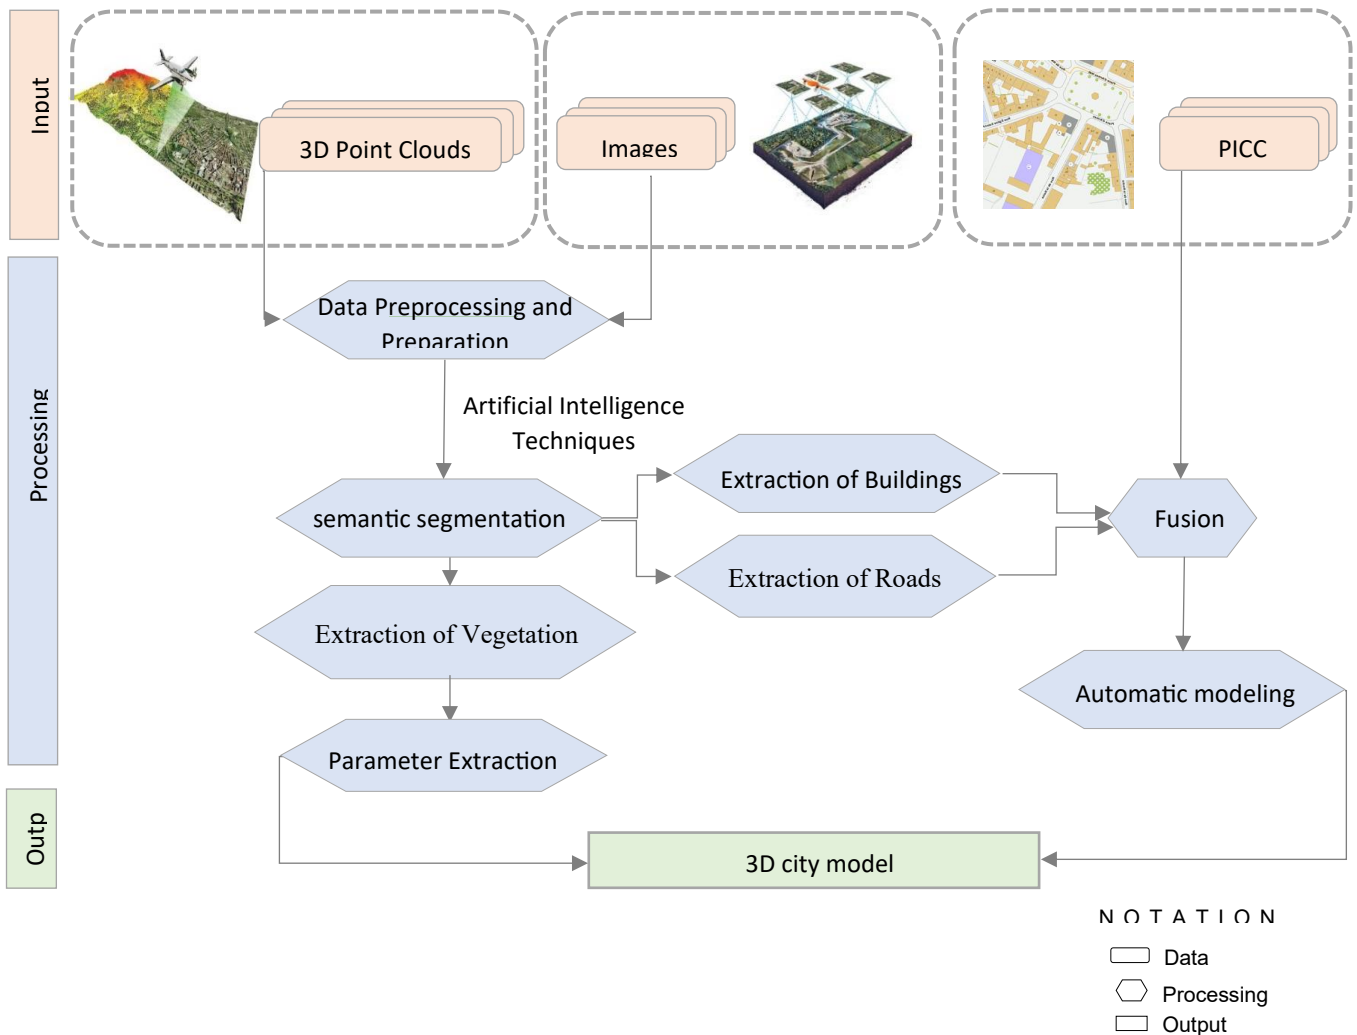 Input
3D Point Clouds
Images
PICC
Processing
Data Preprocessing and
Preparation
Artificial Intelligence
Techniques
Extraction of Buildings
semantic segmentation
Fusion
Extraction of Roads
Extraction of Vegetation
Automatic modeling
Parameter Extraction
Outp
3D city model
NOTATION
Data
Processing
Output